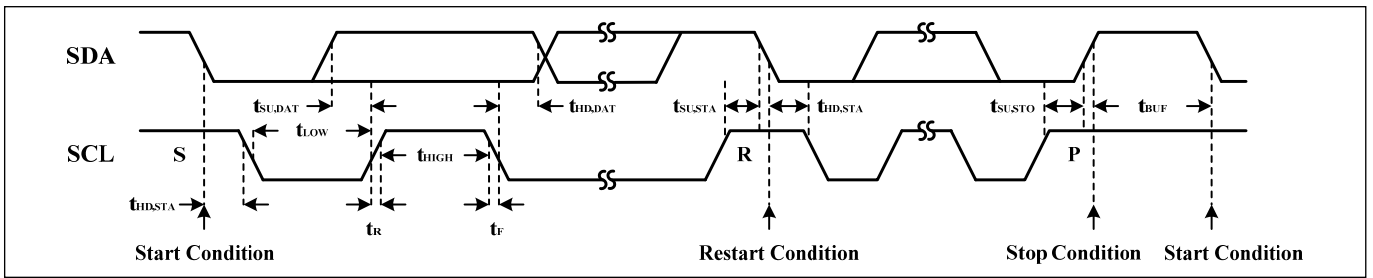 SDA
tSU,DAT tHD,DAT tSU,STA tHD,STA tSU,STO tBUF
tLOW
SCL S tHIGH R P
tHD,STA
tR tF
Start Condition Restart Condition Stop Condition Start Condition